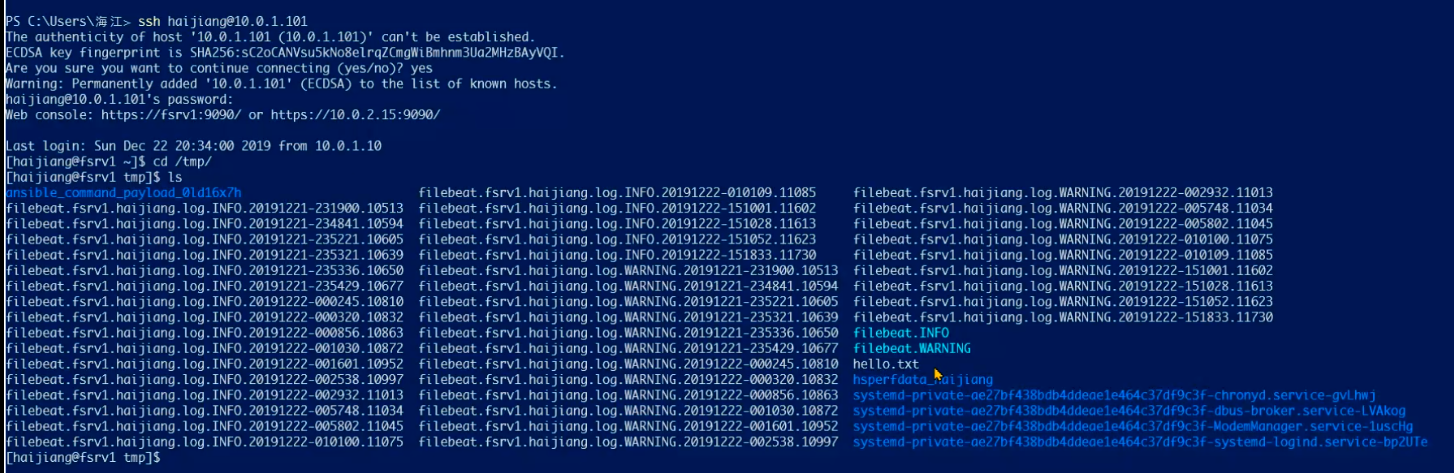 PS C:\Users\海江> ssh haijiang@10.0.1.101
The authenticity of host '10.0.1.101 (10.0.1.101)' can't be established.
ECDSA key fingerprint is SHA256:sC2oCANVsu5kNo8elrqZCmgWiBmhnm3Ua2MHzBAyVQI.
Are you sure you want to continue connecting (yes/no)? yes
Warning: Permanently added '10.0.1.101' (ECDSA) to the list of known hosts.
haijiang@10.0.1.101's password:
Web console: https://fsrv1:9090/ or https://10.0.2.15:9090/
Last login: Sun Dec 22 20:34:00 2019 from 10.0.1.10
[haijiang@fsrv1 ~]$ cd /tmp/
[haijiang@fsrv1 tmp]$ ls
ansible_command_payload_0ld16x7h filebeat.fsrv1.haijiang.log.INFO.20191222-010109.11085 filebeat.fsrv1.haijiang.log.WARNING.20191222-002932.11013
filebeat.fsrv1.haijiang.log.INFO.20191221-231900.10513 filebeat.fsrv1.haijiang.log.INFO.20191222-151001.11602 filebeat.fsrv1.haijiang.log.WARNING.20191222-005748.11034
filebeat.fsrv1.haijiang.log.INFO.20191221-234841.10594 filebeat.fsrv1.haijiang.log.INFO.20191222-151028.11613 filebeat.fsrv1.haijiang.log.WARNING.20191222-005802.11045
filebeat.fsrv1.haijiang.log.INFO.20191221-235221.10605 filebeat.fsrv1.haijiang.log.INFO.20191222-151052.11623 filebeat.fsrv1.haijiang.log.WARNING.20191222-010100.11075
filebeat.fsrv1.haijiang.log.INFO.20191221-235321.10639 filebeat.fsrv1.haijiang.log.INFO.20191222-151833.11730 filebeat.fsrv1.haijiang.log.WARNING.20191222-010109.11085
filebeat.fsrv1.haijiang.log.INFO.20191221-235336.10650 filebeat.fsrv1.haijiang.log.WARNING.20191221-231900.10513 filebeat.fsrv1.haijiang.log.WARNING.20191222-151001.11602
filebeat.fsrv1.haijiang.log.INFO.20191221-235429.10677 filebeat.fsrv1.haijiang.log.WARNING.20191221-234841.10594 filebeat.fsrv1.haijiang.log.WARNING.20191222-151028.11613
filebeat.fsrv1.haijiang.log.INFO.20191222-000245.10810 filebeat.fsrv1.haijiang.log.WARNING.20191221-235221.10605 filebeat.fsrv1.haijiang.log.WARNING.20191222-151052.11623
filebeat.fsrv1.haijiang.log.INFO.20191222-000320.10832 filebeat.fsrv1.haijiang.log.WARNING.20191221-235321.10639 filebeat.fsrv1.haijiang.log.WARNING.20191222-151833.11730
filebeat.fsrv1.haijiang.log.INFO.20191222-000856.10863 filebeat.fsrv1.haijiang.log.WARNING.20191221-235336.10650 filebeat.INFO
filebeat.fsrv1.haijiang.log.INFO.20191222-001030.10872 filebeat.fsrv1.haijiang.log.WARNING.20191221-235429.10677 filebeat.WARNING
filebeat.fsrv1.haijiang.log.INFO.20191222-001601.10952 filebeat.fsrv1.haijiang.log.WARNING.20191222-000245.10810 hello.txt
filebeat.fsrv1.haijiang.log.INFO.20191222-002538.10997 filebeat.fsrv1.haijiang.log.WARNING.20191222-000320.10832 hsperfdata_haijiang
filebeat.fsrv1.haijiang.log.INFO.20191222-002932.11013 filebeat.fsrv1.haijiang.log.WARNING.20191222-000856.10863 systemd-private-ae27bf438bdb4ddeae1e464c37df9c3f-chronyd.service-gvLhwj
filebeat.fsrv1.haijiang.log.INFO.20191222-005748.11034 filebeat.fsrv1.haijiang.log.WARNING.20191222-001030.10872 systemd-private-ae27bf438bdb4ddeae1e464c37df9c3f-dbus-broker.service-LVAkog
filebeat.fsrv1.haijiang.log.INFO.20191222-005802.11045 filebeat.fsrv1.haijiang.log.WARNING.20191222-001601.10952 systemd-private-ae27bf438bdb4ddeae1e464c37df9c3f-ModemManager.service-1uscHg
filebeat.fsrv1.haijiang.log.INFO.20191222-010100.11075 filebeat.fsrv1.haijiang.log.WARNING.20191222-002538.10997 systemd-private-ae27bf438bdb4ddeae1e464c37df9c3f-systemd-logind.service-bp2UTe
[haijiang@fsrv1 tmp]$